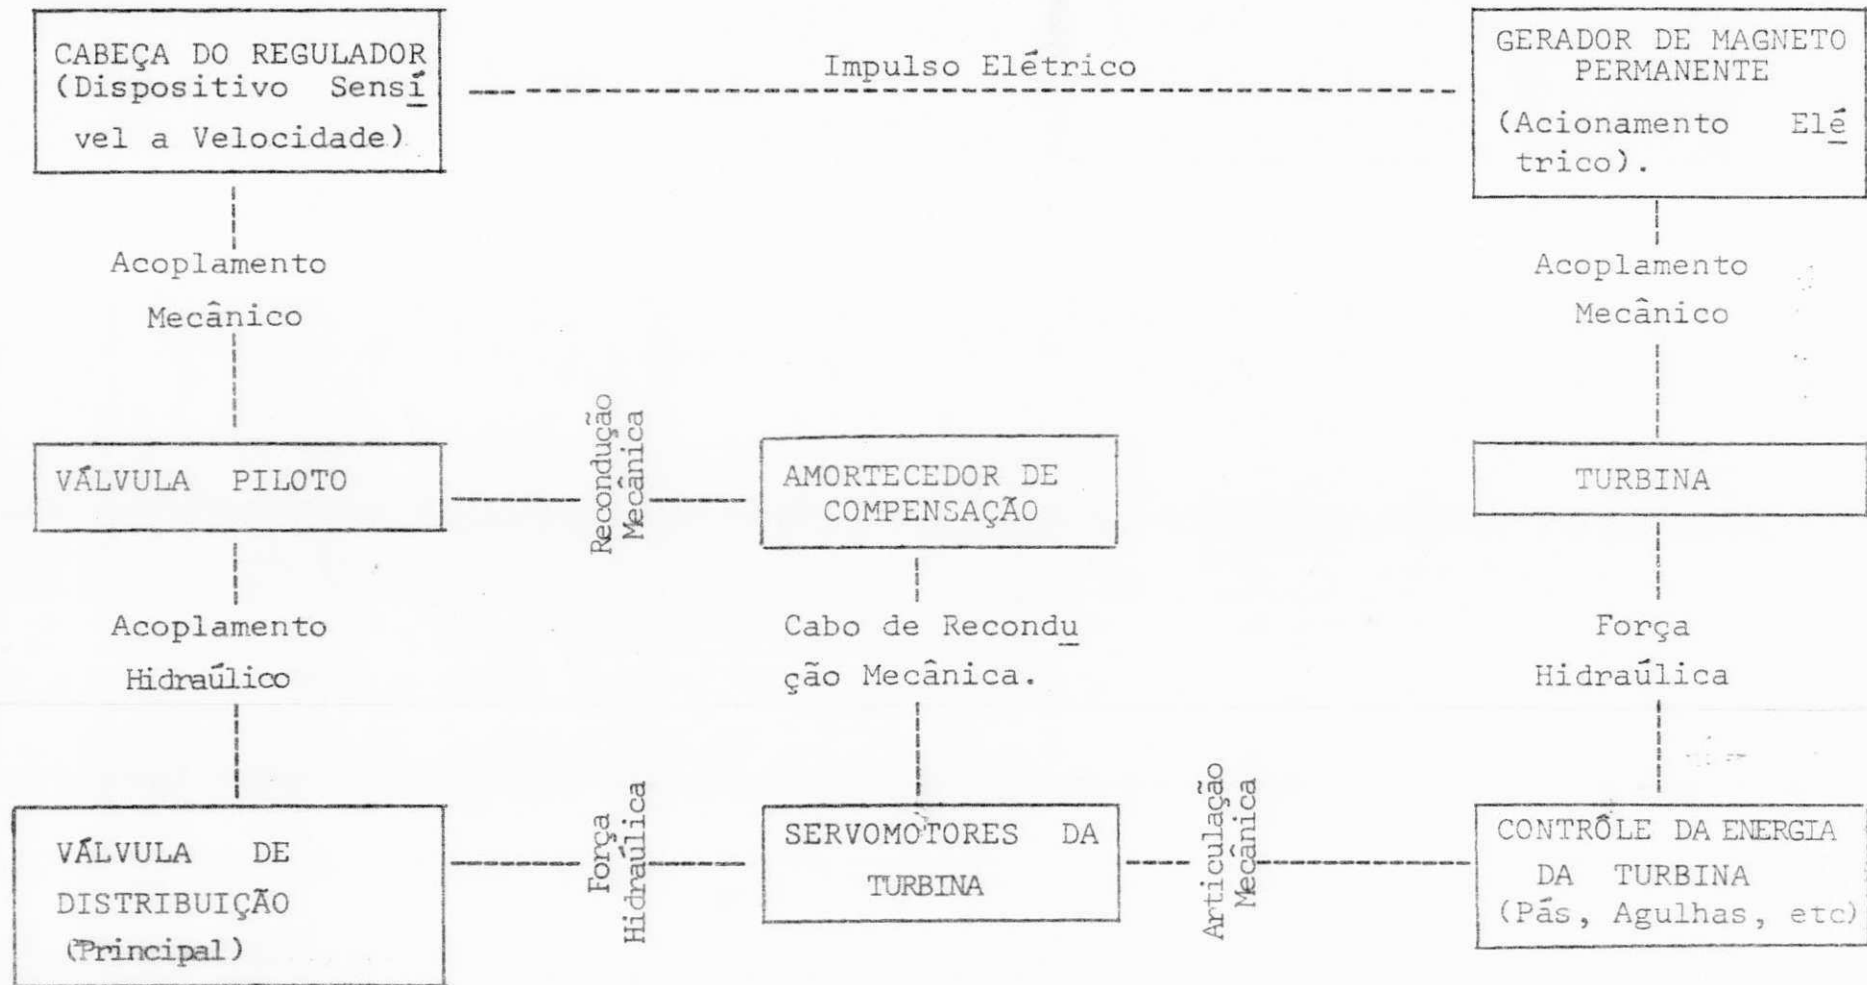 CABEÇA DO REGULADOR
(Dispositivo Sensí
vel a Velocidade)
Impulso Elétrico
GERADOR DE MAGNETO
PERMANENTE
(Acionamento Elé
trico).
Acoplamento
Mecânico
Acoplamento
Mecânico
VÁLVULA PILOTO
Recondução
Mecânica
AMORTECEDOR DE
COMPENSAÇÃO
TURBINA
Acoplamento
Hidraúlico
Cabo de Recondu
ção Mecânica.
Força
Hidraúlica
VÁLVULA DE
DISTRIBUIÇÃO
(Principal)
Força
Hidraúlica
SERVOMOTORES DA
TURBINA
Articulação
Mecânica
CONTRÔLE DA ENERGIA
DA TURBINA
(Pás, Agulhas, etc)